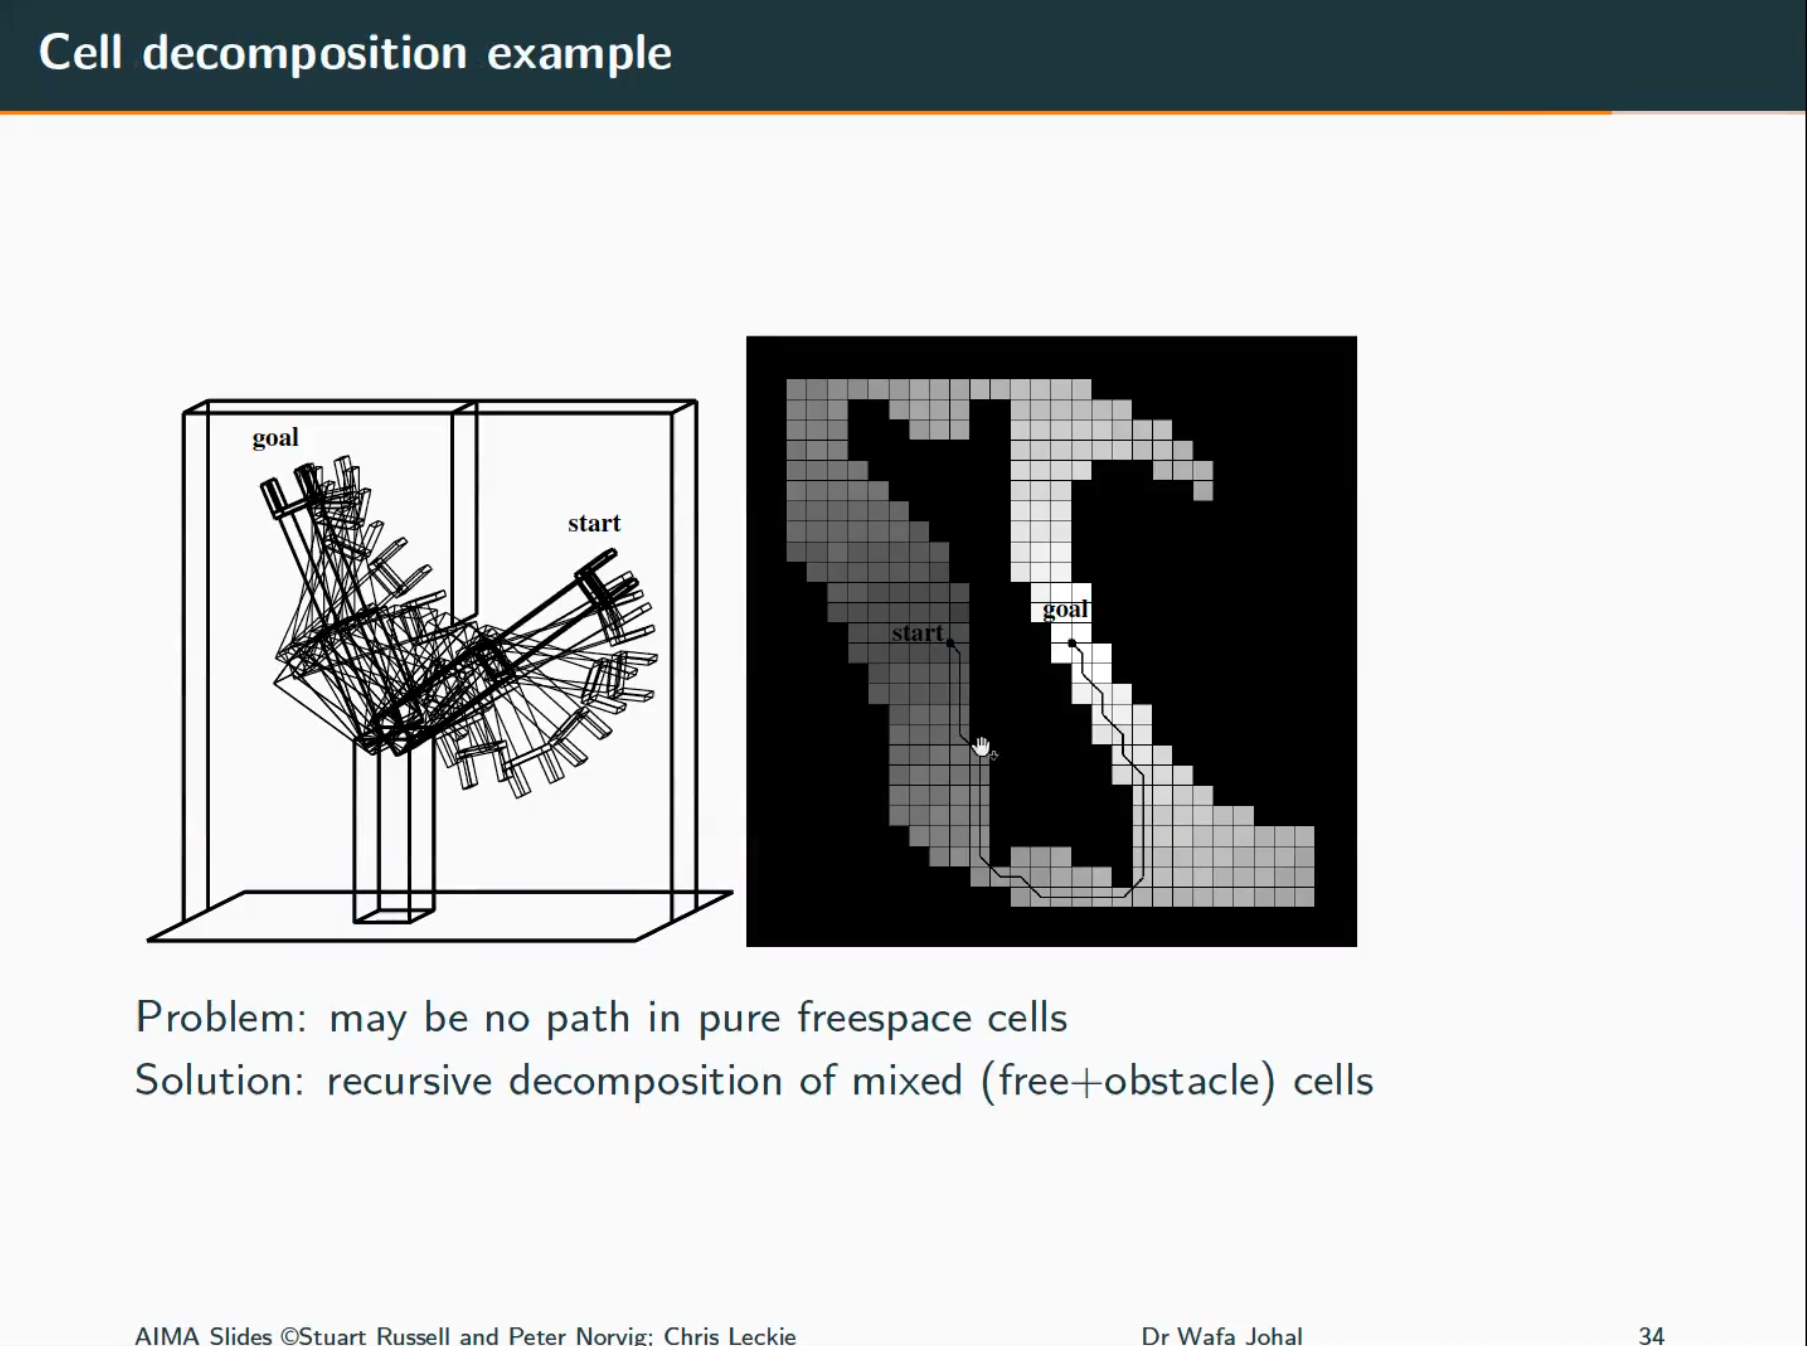 Cell decomposition example
goal
start
goal
start
Problem: may be no path in pure freespace cells
Solution: recursive decomposition of mixed (free+obstacle) cells
AIMA Slides ©Stuart Russell and Peter Norvig; Chris Leckie Dr Wafa Johal 34